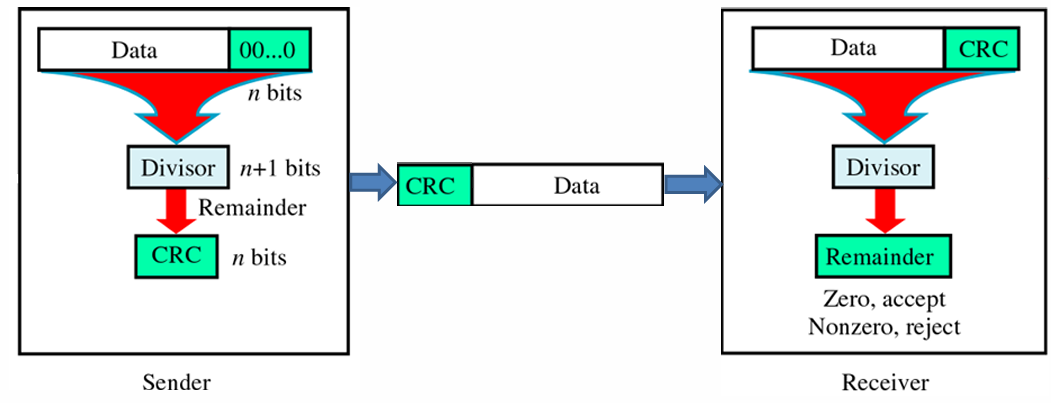 Data
00...0
n bits
Divisor
n+1 bits
Remainder
CRC
n bits
Sender
CRC
Data
Data
CRC
Divisor
Remainder
Zero, accept
Nonzero, reject
Receiver